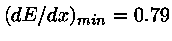 (dE/dx)min = 0.79